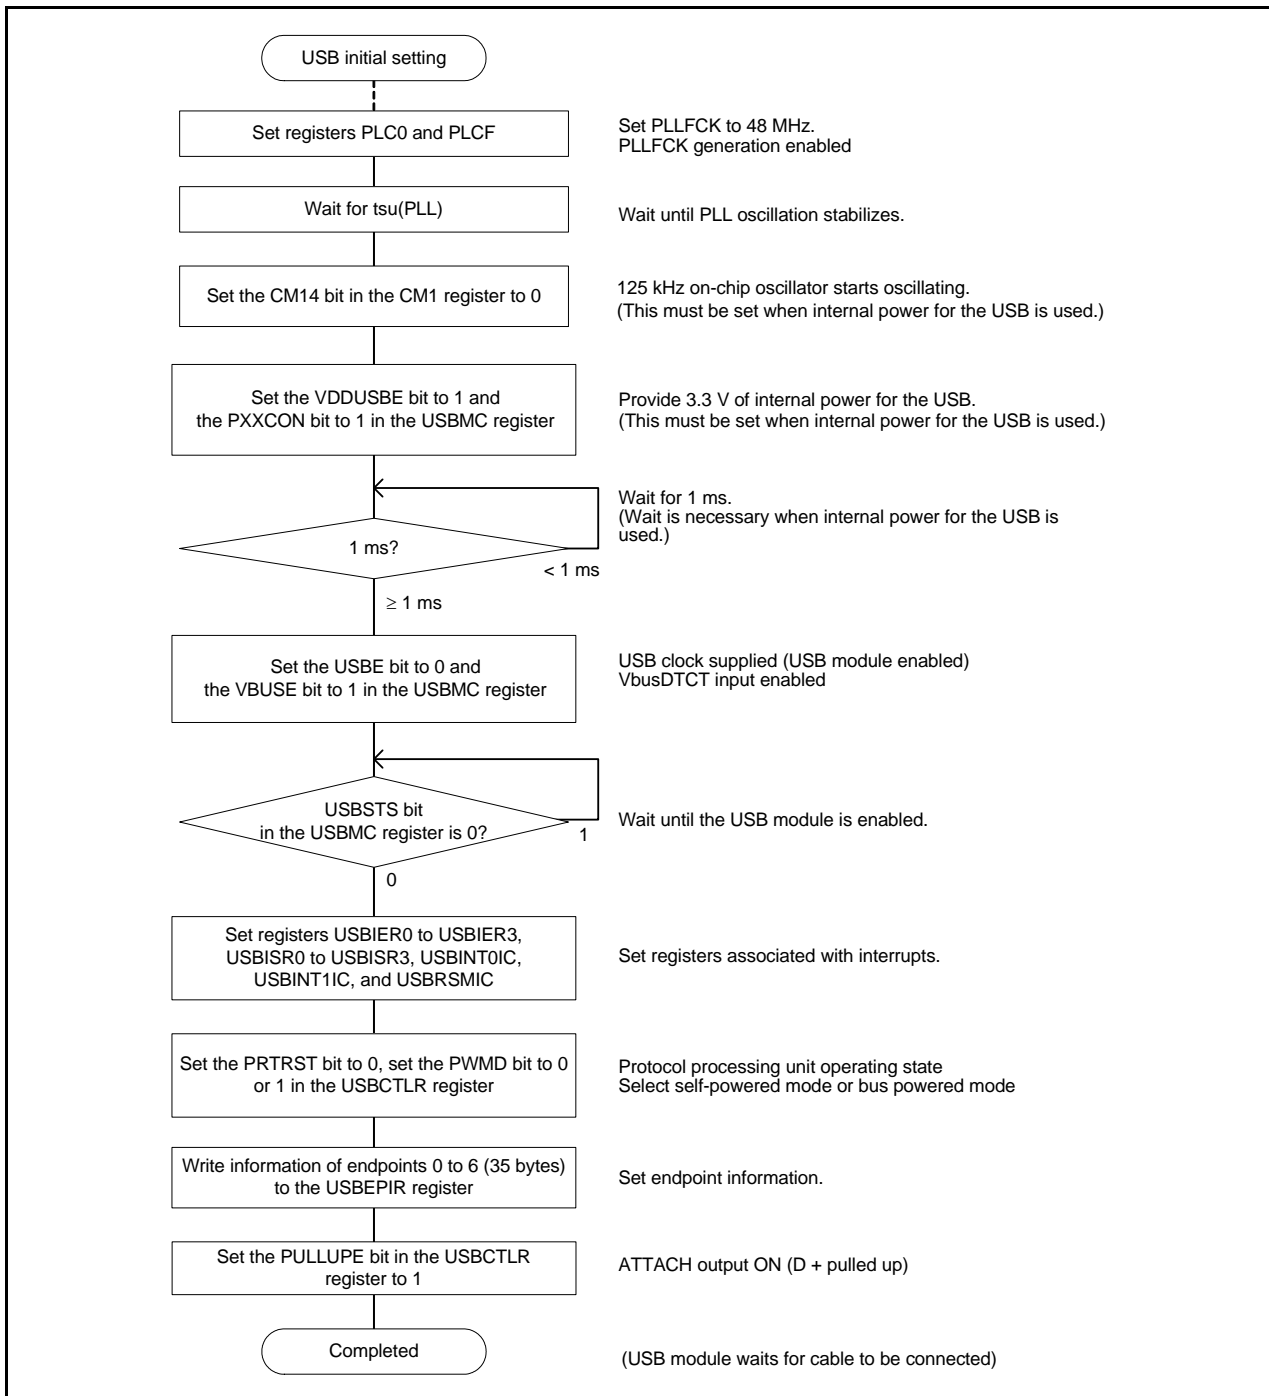 USB initial setting
Set registers PLC0 and PLCF
Set PLLFCK to 48 MHz.
PLLFCK generation enabled
Wait for tsu(PLL)
Wait until PLL oscillation stabilizes.
Set the CM14 bit in the CM1 register to 0
125 kHz on-chip oscillator starts oscillating.
(This must be set when internal power for the USB is used.)
Set the VDDUSBE bit to 1 and
the PXXCON bit to 1 in the USBMC register
Provide 3.3 V of internal power for the USB.
(This must be set when internal power for the USB is used.)
Wait for 1 ms.
(Wait is necessary when internal power for the USB is
used.)
1 ms?
< 1 ms
≥ 1 ms
Set the USBE bit to 0 and
the VBUSE bit to 1 in the USBMC register
USB clock supplied (USB module enabled)
VbusDTCT input enabled
USBSTS bit
in the USBMC register is 0?
1
Wait until the USB module is enabled.
0
Set registers USBIER0 to USBIER3,
USBISR0 to USBISR3, USBINT0IC,
USBINT1IC, and USBRSMIC
Set registers associated with interrupts.
Set the PRTRST bit to 0, set the PWMD bit to 0
or 1 in the USBCTLR register
Protocol processing unit operating state
Select self-powered mode or bus powered mode
Write information of endpoints 0 to 6 (35 bytes)
to the USBEPIR register
Set endpoint information.
Set the PULLUPE bit in the USBCTLR
register to 1
ATTACH output ON (D + pulled up)
Completed
(USB module waits for cable to be connected)